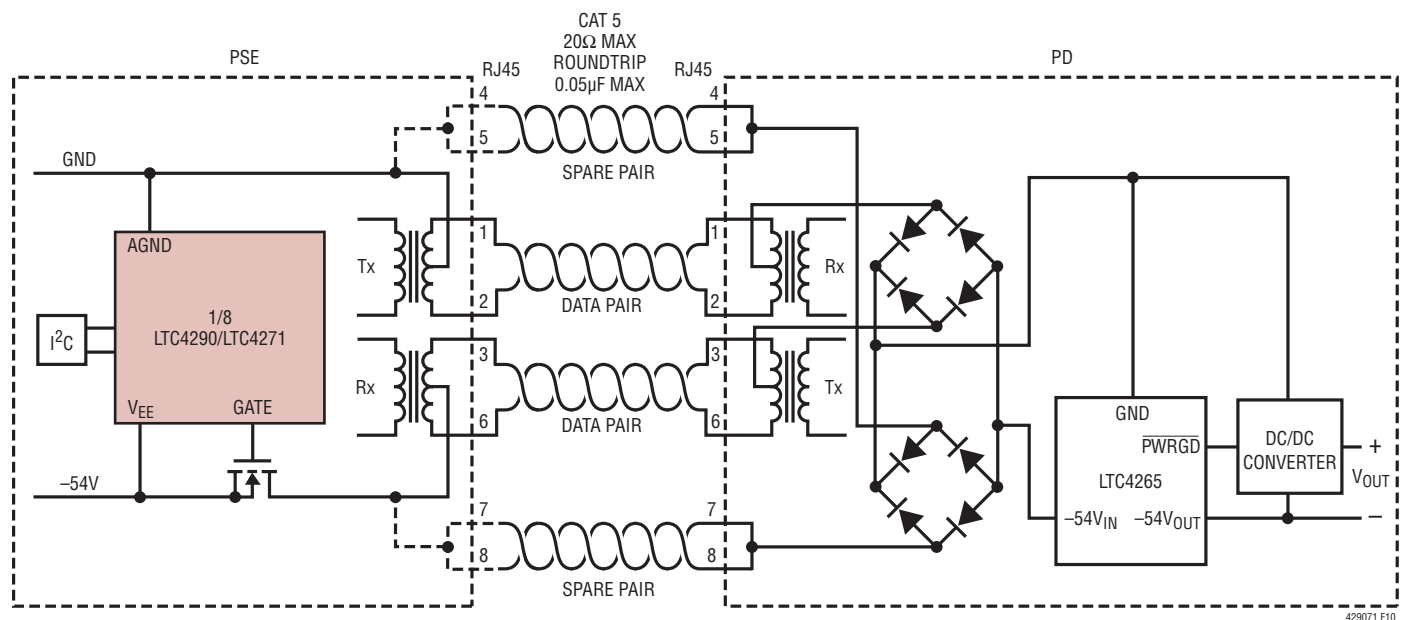 CAT 5
20Ω MAX
ROUNDTRIP
0.05µF MAX
PSE
RJ45
RJ45
PD
4
4
5
5
SPARE PAIR
GND
AGND
1
1
Tx
Rx
2
2
DATA PAIR
1/8
LTC4290/LTC4271
I2C
3
3
Rx
Tx
6
6
DATA PAIR
VEE
GATE
–54V
7
7
8
8
SPARE PAIR
GND
PWRGD
LTC4265
–54VIN
–54VOUT
DC/DC
CONVERTER
+
VOUT
–
429071 F10